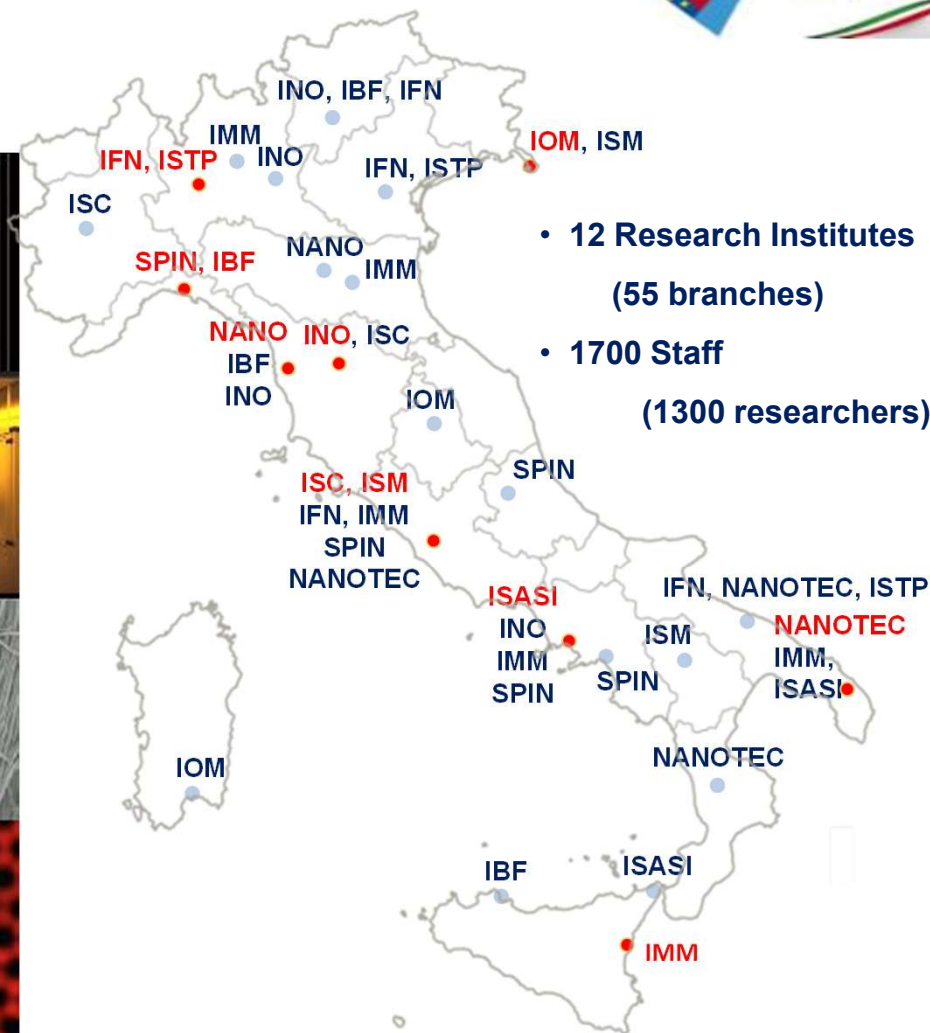 INO, IBF, IFN
IMM
IOM, ISM
IFN, ISTP
INO
IFN, ISTP
ISC
• 12 Research Institutes
(55 branches)
• 1700 Staff
(1300 researchers)
SPIN, IBF
NANO
IMM
NANO
IBF
INO
INO, ISC
IOM
SPIN
ISC, ISM
IFN, IMM
SPIN
NANOTEC
ISASI
INO
IMM
SPIN
SPIN
ISM
IFN, NANOTEC, ISTP
NANOTEC
IMM,
ISASI
NANOTEC
IOM
IBF
ISASI
IMM